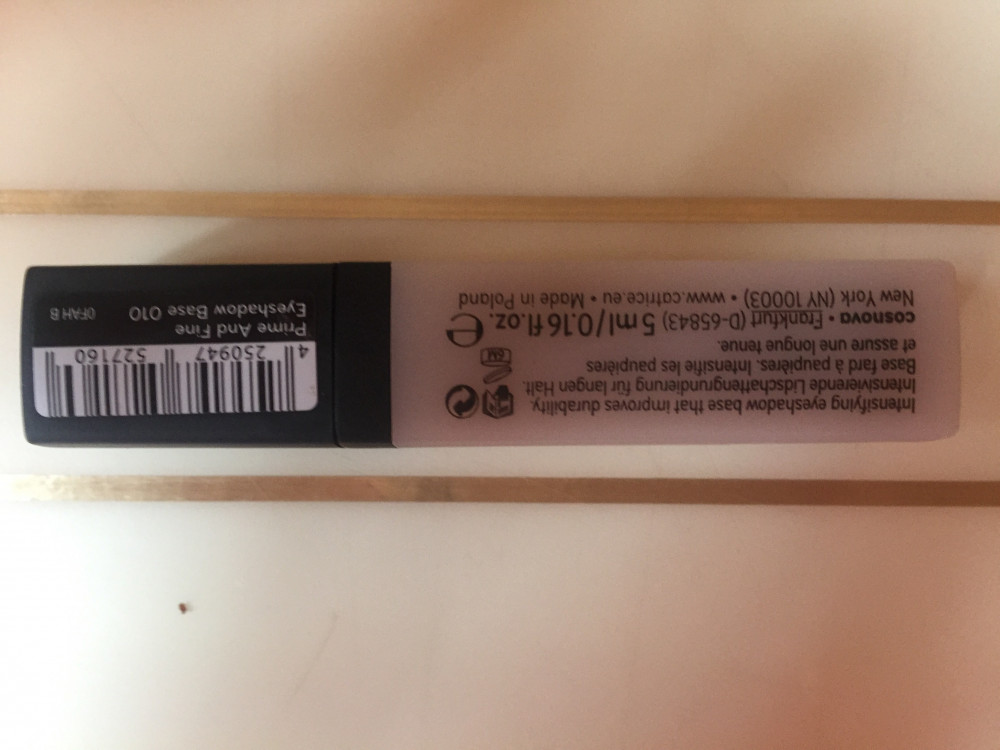 Intensifying eyeshadow base that improves durability.
Intensivierende Lidschattengrundierung für langen Halt.
Base fard à paupières. Intensifie les paupières
et assure une longue tenue.
cosnova • Frankfurt (D-65843) 5 ml/0.16 fl.oz. e
New York (NY 10003) • www.catrice.eu • Made in Poland
6M
4 250947 527160
Prime And Fine
Eyeshadow Base 010
0FAH B